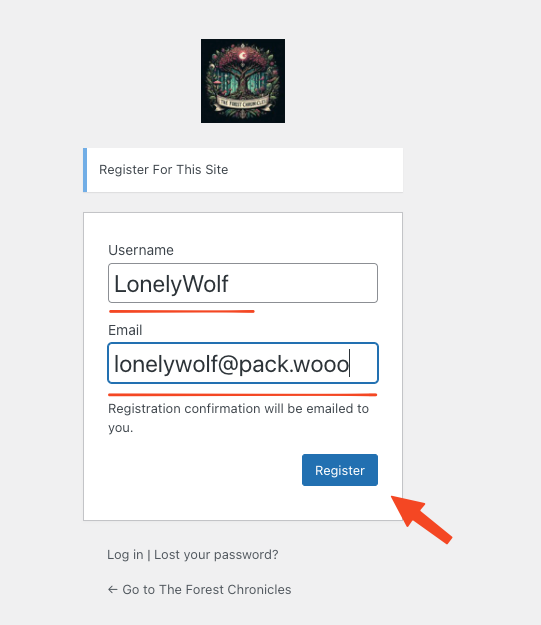 THE FOREST CHRONICLES
Register For This Site
Username
LonelyWolf
Email
lonelywolf@pack.wooo
Registration confirmation will be emailed to
you.
Register
Log in | Lost your password?
← Go to The Forest Chronicles